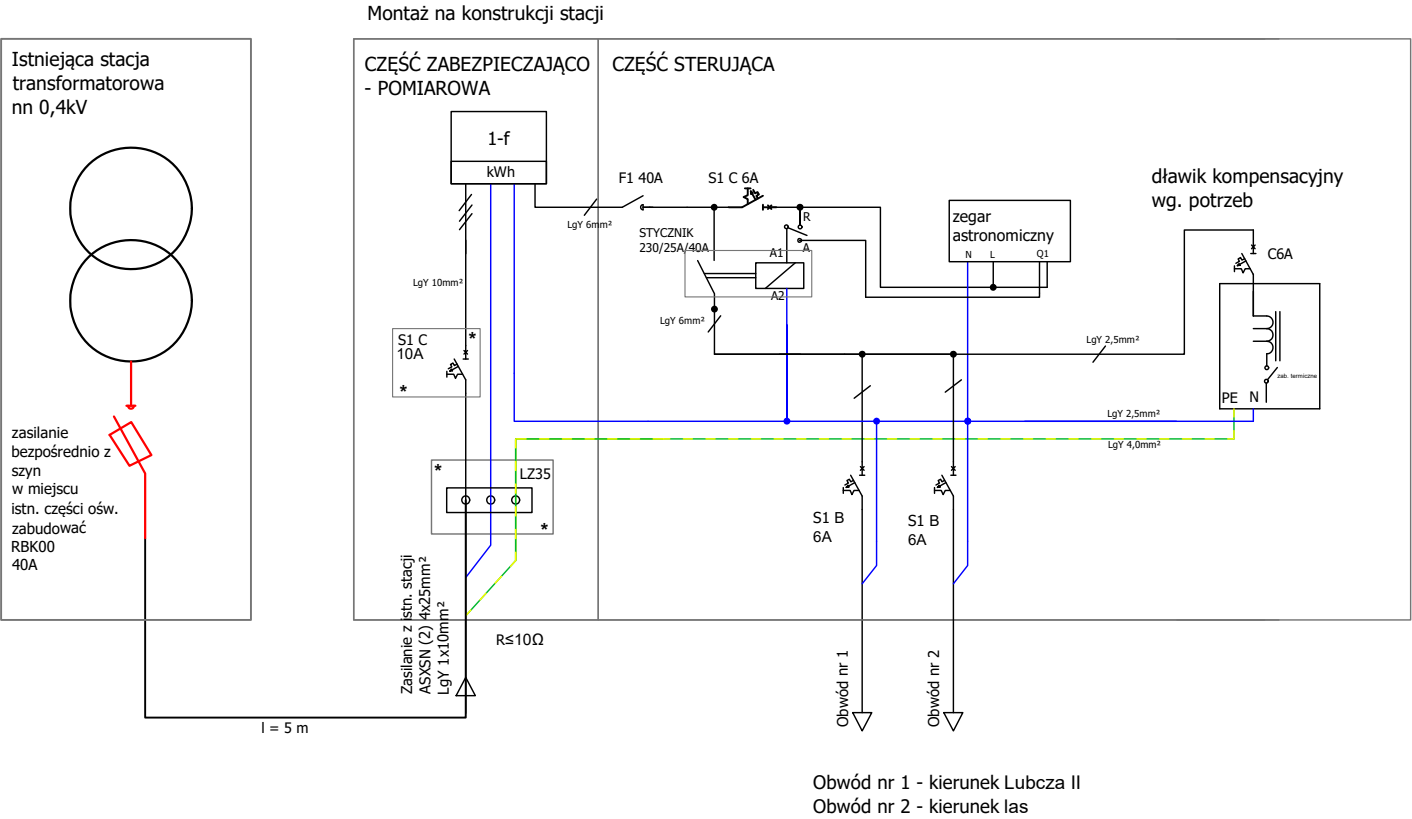 Montaż na konstrukcji stacji
Istniejąca stacja
transformatorowa
nn 0,4kV
zasilanie
bezpośrednio z
szyn
w miejscu
istn. części ośw.
zabudować
RBK00
40A
l = 5 m
CZĘŚĆ ZABEZPIECZAJĄCO
- POMIAROWA
1-f
kWh
LgY 10mm²
S1 C
10A
*
*
*
LZ35
*
Zasilanie z istn. stacji
ASXSN (2) 4x25mm²
LgY 1x10mm²
R≤10Ω
CZĘŚĆ STERUJĄCA
F1 40A
S1 C 6A
LgY 6mm²
STYCZNIK
230/25A/40A
R
A
A1
A2
LgY 6mm²
zegar
astronomiczny
N L Q1
dławik kompensacyjny
wg. potrzeb
C6A
zab. termiczne
PE N
LgY 2,5mm²
LgY 2,5mm²
LgY 4,0mm²
S1 B
6A
S1 B
6A
Obwód nr 1
Obwód nr 2
Obwód nr 1 - kierunek Lubcza II
Obwód nr 2 - kierunek las